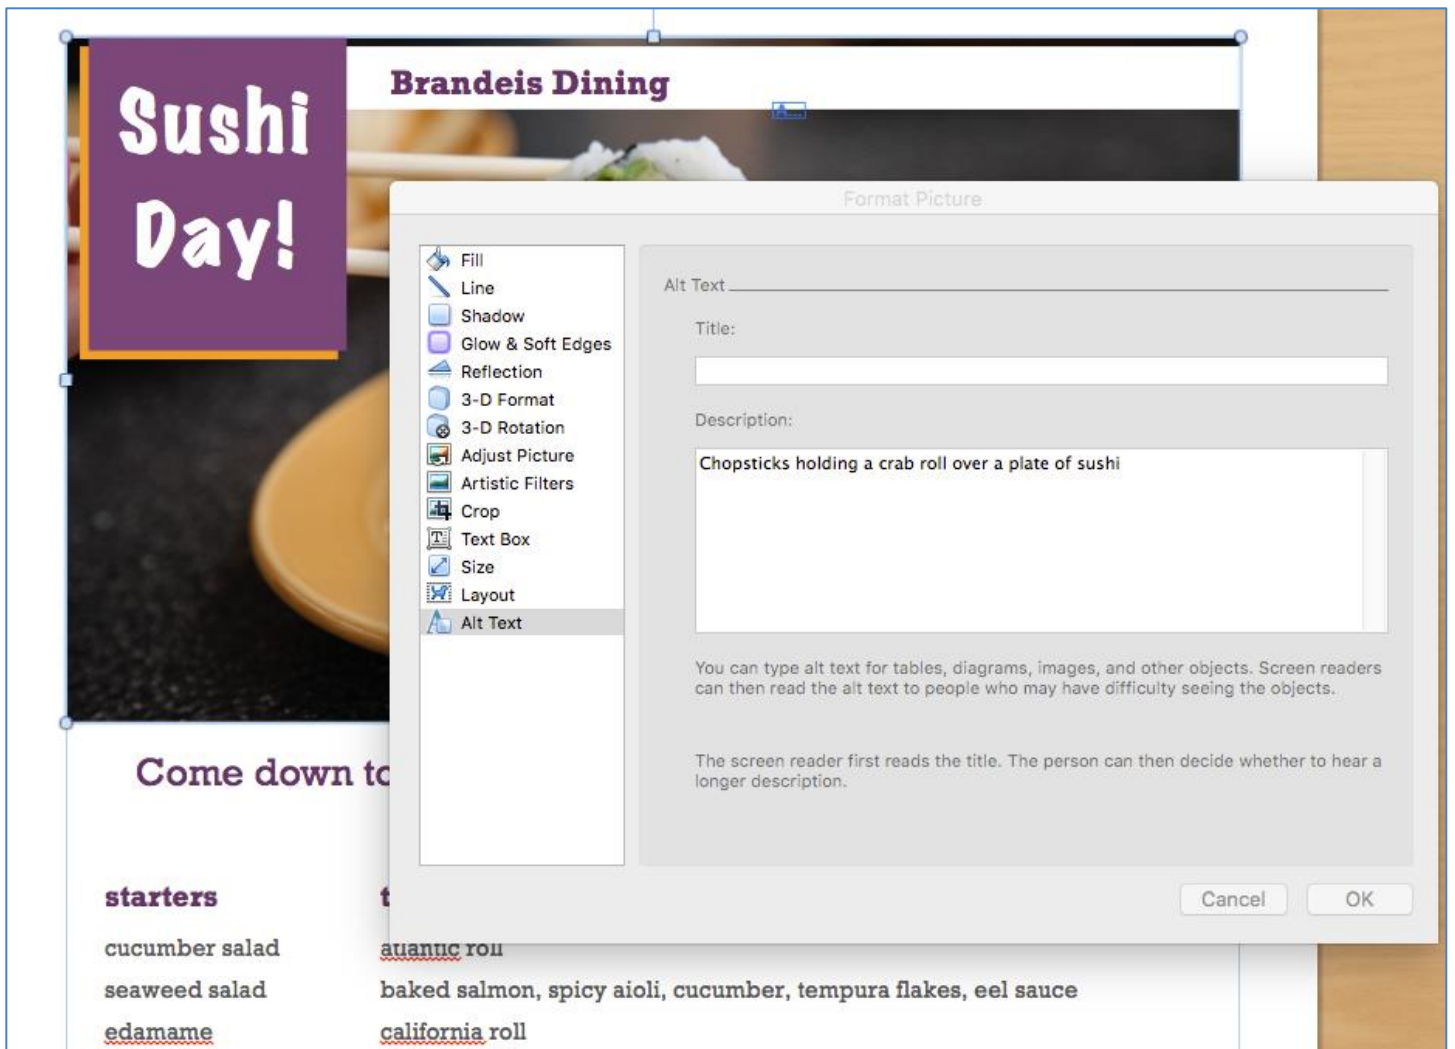 Sushi
Day!
Brandeis Dining
A...
Format Picture
Fill
Line
Shadow
Glow & Soft Edges
Reflection
3-D Format
3-D Rotation
Adjust Picture
Artistic Filters
Crop
Text Box
Size
Layout
Alt Text
Alt Text
Title:
Description:
Chopsticks holding a crab roll over a plate of sushi
You can type alt text for tables, diagrams, images, and other objects. Screen readers
can then read the alt text to people who may have difficulty seeing the objects.
The screen reader first reads the title. The person can then decide whether to hear a
longer description.
Cancel
OK
Come down to
starters
cucumber salad
seaweed salad
edamame
t
atlantic roll
baked salmon, spicy aioli, cucumber, tempura flakes, eel sauce
california roll